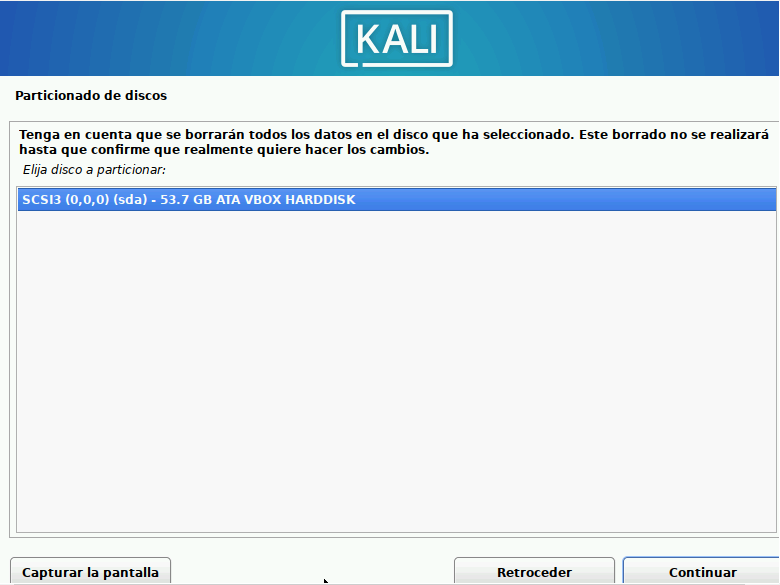 KALI
Particionado de discos
Tenga en cuenta que se borrarán todos los datos en el disco que ha seleccionado. Este borrado no se realizará
hasta que confirme que realmente quiere hacer los cambios.
Elija disco a particionar:
SCSI3 (0,0,0) (sda) - 53.7 GB ATA VBOX HARDDISK
Capturar la pantalla
Retroceder
Continuar